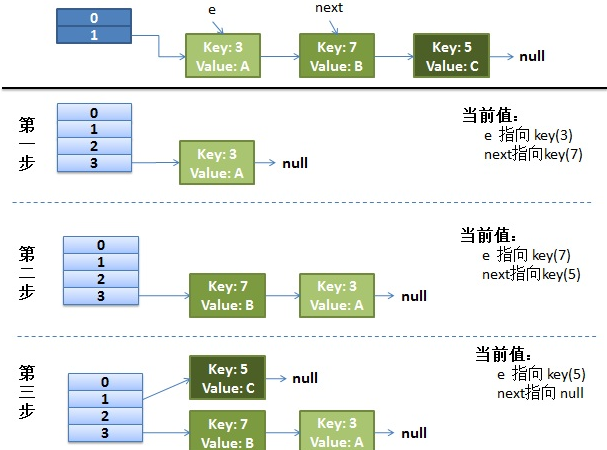 e
next
0
1
Key: 3
Value: A
Key: 7
Value: B
Key: 5
Value: C
null
第一步
0
1
2
3
Key: 3
Value: A
null
当前值：
e 指向 key(3)
next指向key(7)
第二步
0
1
2
3
Key: 7
Value: B
Key: 3
Value: A
null
当前值：
e 指向 key(7)
next指向key(5)
第三步
0
1
2
3
Key: 5
Value: C
null
Key: 7
Value: B
Key: 3
Value: A
null
当前值：
e 指向 key(5)
next指向 null